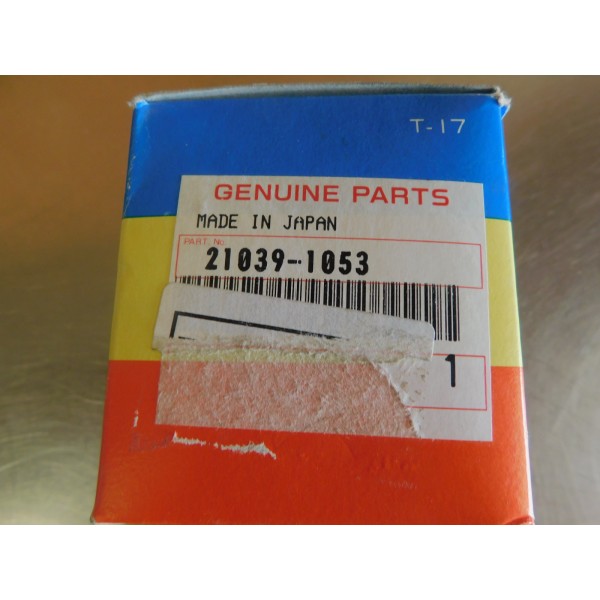 T-17
GENUINE PARTS
MADE IN JAPAN
PART. No.
21039-1053
1